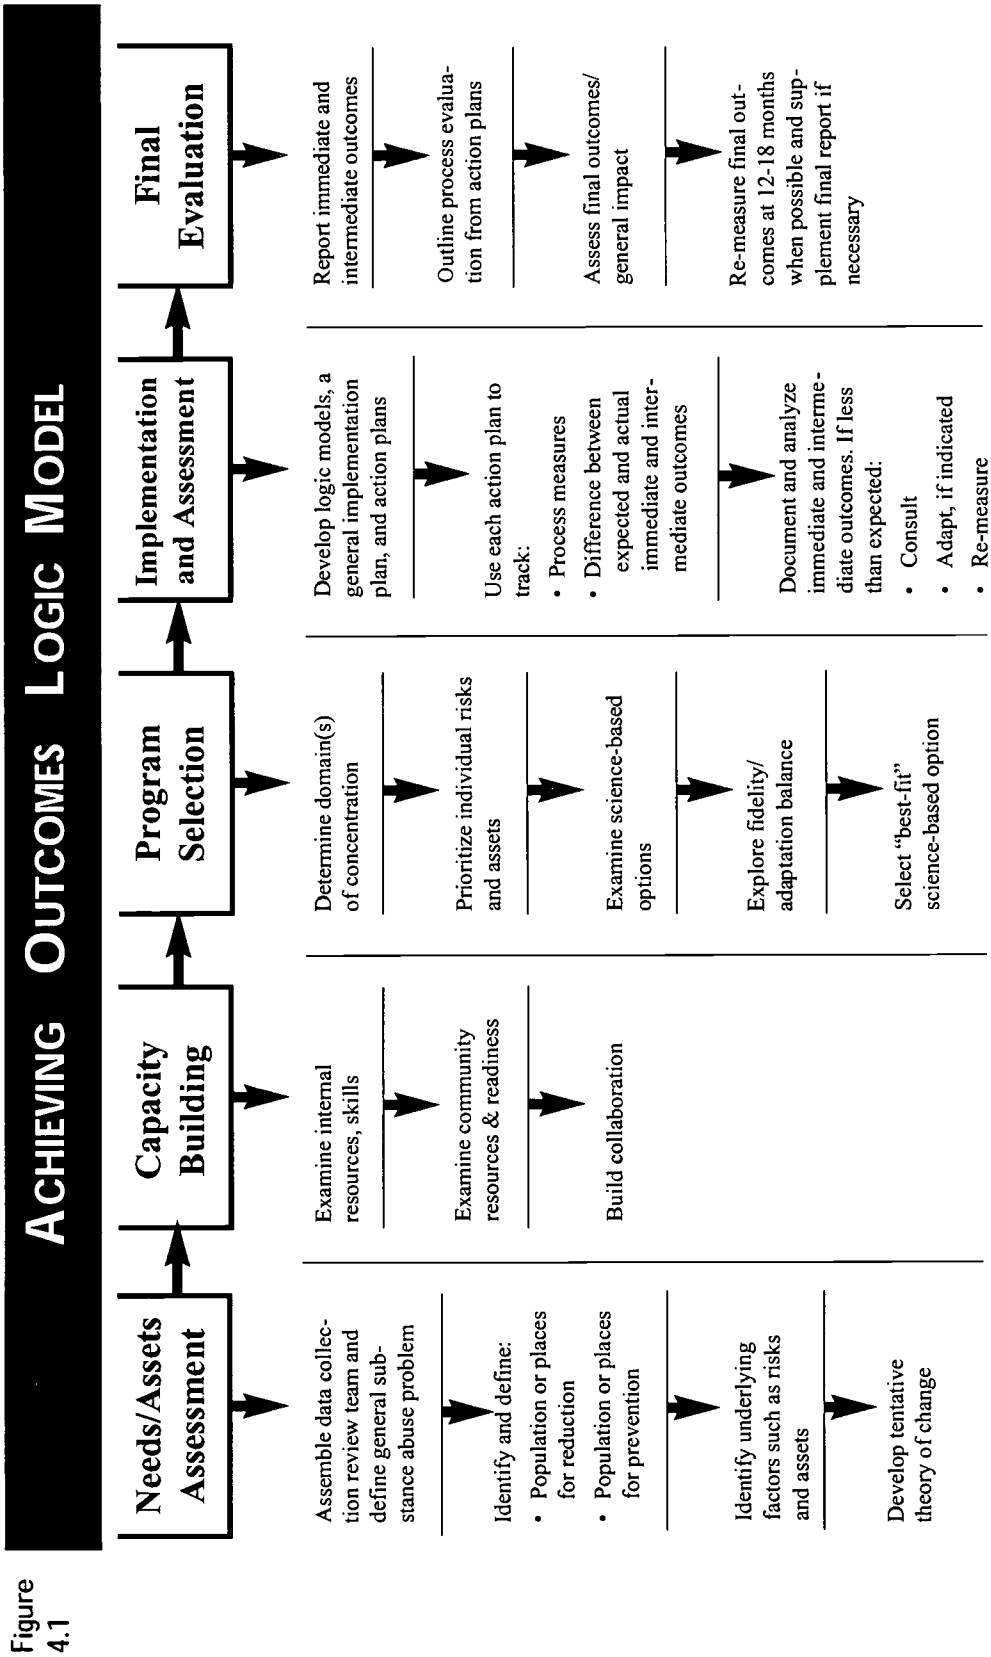 Figure
4.1
ACHIEVING OUTCOMES LOGIC MODEL
Needs/Assets
Assessment
Assemble data collec-
tion review team and
define general sub-
stance abuse problem
Identify and define:
• Population or places
for reduction
• Population or places
for prevention
Identify underlying
factors such as risks
and assets
Develop tentative
theory of change
Capacity
Building
Examine internal
resources, skills
Examine community
resources & readiness
Build collaboration
Program
Selection
Determine domain(s)
of concentration
Prioritize individual risks
and assets
Examine science-based
options
Explore fidelity/
adaptation balance
Select “best-fit”
science-based option
Implementation
and Assessment
Develop logic models, a
general implementation
plan, and action plans
Use each action plan to
track:
• Process measures
• Difference between
expected and actual
immediate and inter-
mediate outcomes
Document and analyze
immediate and interme-
diate outcomes. If less
than expected:
• Consult
• Adapt, if indicated
• Re-measure
Final
Evaluation
Report immediate and
intermediate outcomes
Outline process evalua-
tion from action plans
Assess final outcomes/
general impact
Re-measure final out-
comes at 12-18 months
when possible and sup-
plement final report if
necessary